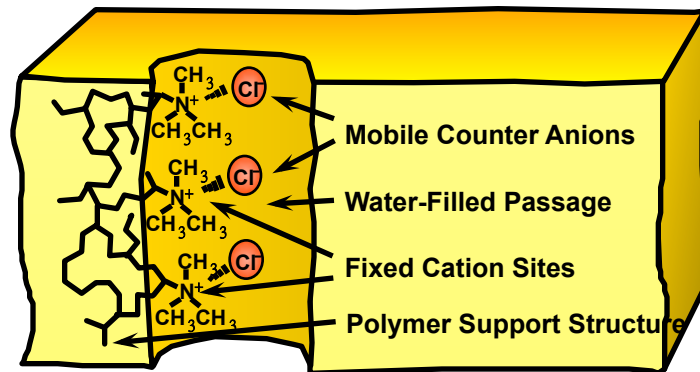 CH3
N+
Cl-
CH3CH3
Mobile Counter Anions
CH3
N+
Cl-
CH3CH3
Water-Filled Passage
CH3
N+
Cl-
CH3CH3
Fixed Cation Sites
Polymer Support Structure